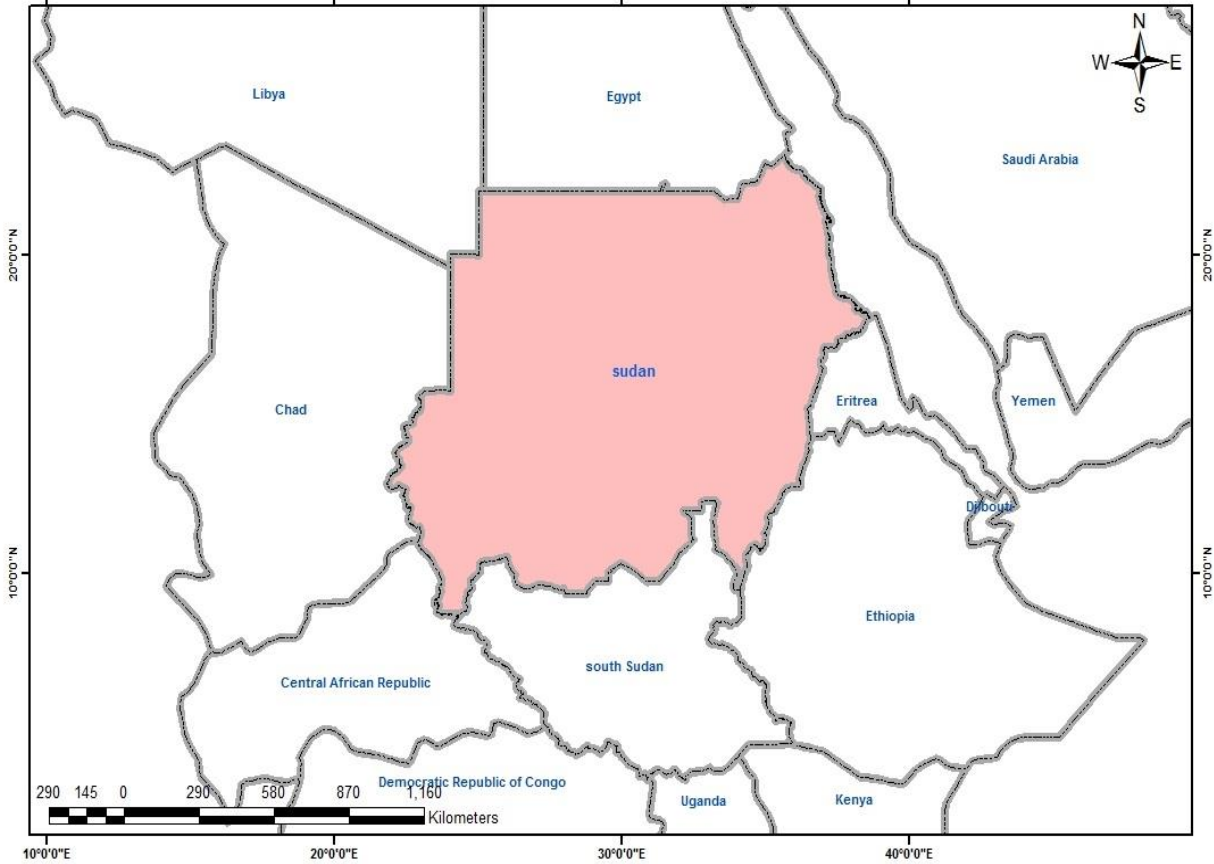 N
W E
S
Libya
Egypt
Saudi Arabia
20°0'0"N
20°0'0"N
sudan
Chad
Eritrea
Yemen
Djibouti
10°0'0"N
10°0'0"N
Ethiopia
south Sudan
Central African Republic
Democratic Republic of Congo
290 145 0 290 580 870 1,160
Uganda
Kenya
Kilometers
10°0'0"E 20°0'0"E 30°0'0"E 40°0'0"E